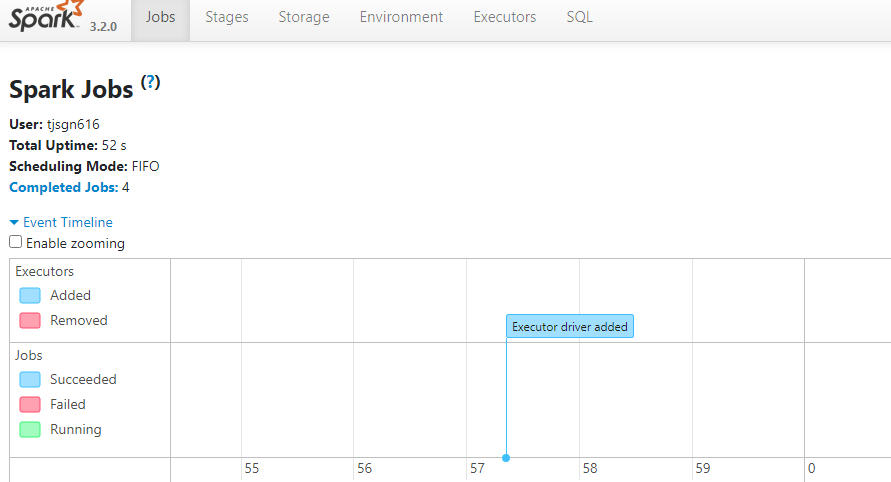 APACHE
Spark 3.2.0 Jobs Stages Storage Environment Executors SQL
Spark Jobs (?)
User: tjsgn616
Total Uptime: 52 s
Scheduling Mode: FIFO
Completed Jobs: 4
Event Timeline
Enable zooming
Executors
Added
Removed
Executor driver added
Jobs
Succeeded
Failed
Running
55 56 57 58 59 0